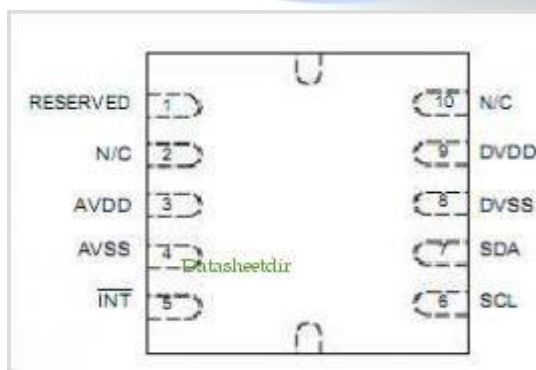 RESERVED 1
N/C 2
AVDD 3
AVSS 4
INT 5
10 N/C
9 DVDD
8 DVSS
7 SDA
6 SCL
Datasheetdir